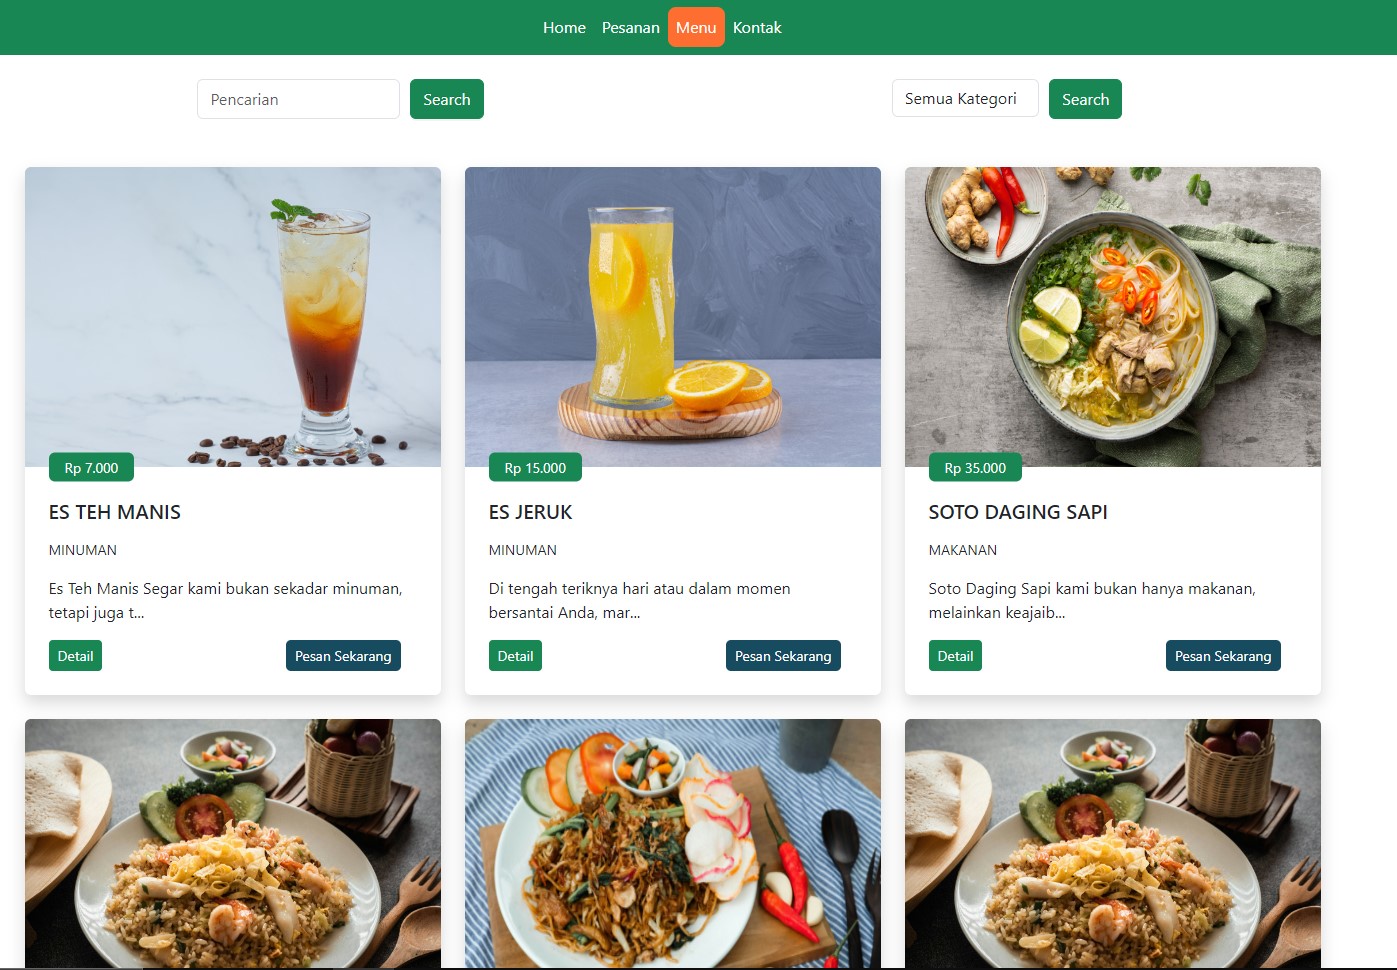 Home Pesanan Menu Kontak
Pencarian Search Semua Kategori Search
Rp 7.000
ES TEH MANIS
MINUMAN
Es Teh Manis Segar kami bukan sekadar minuman,
tetapi juga t...
Detail Pesan Sekarang
Rp 15.000
ES JERUK
MINUMAN
Di tengah teriknya hari atau dalam momen
bersantai Anda, mar...
Detail Pesan Sekarang
Rp 35.000
SOTO DAGING SAPI
MAKANAN
Soto Daging Sapi kami bukan hanya makanan,
melainkan keajaib...
Detail Pesan Sekarang